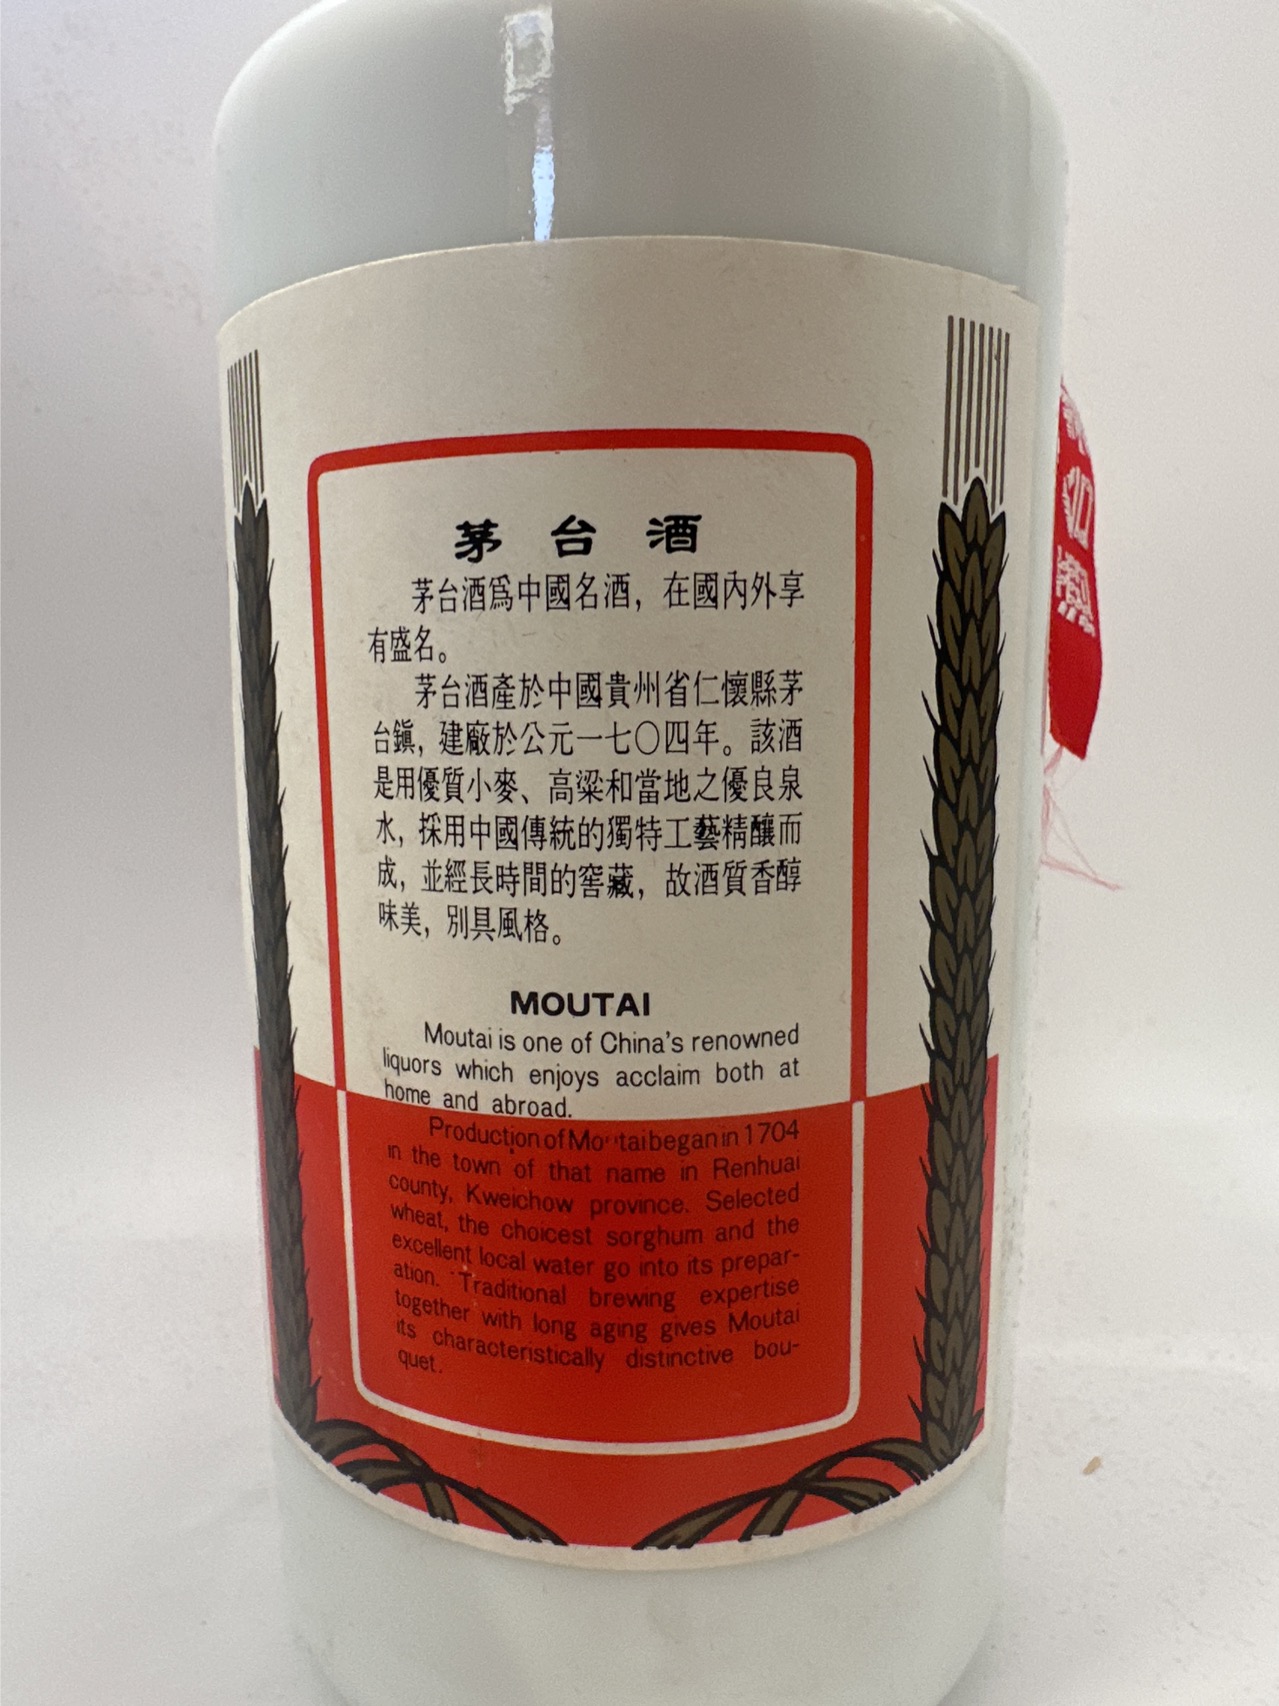 茅台酒
茅台酒爲中國名酒，在國內外享
有盛名。
茅台酒產於中國貴州省仁懷縣茅
台鎭，建廠於公元一七〇四年。該酒
是用優質小麥、高粱和當地之優良泉
水，採用中國傳統的獨特工藝精釀而
成，並經長時間的窖藏，故酒質香醇
味美，別具風格。
MOUTAI
Moutai is one of China's renowned
liquors which enjoys acclaim both at
home and abroad.
Production of Moutai began in 1704
in the town of that name in Renhuai
county, Kweichow province. Selected
wheat, the choicest sorghum and the
excellent local water go into its prepar-
ation. Traditional brewing expertise
together with long aging gives Moutai
its characteristically distinctive bou-
quet.